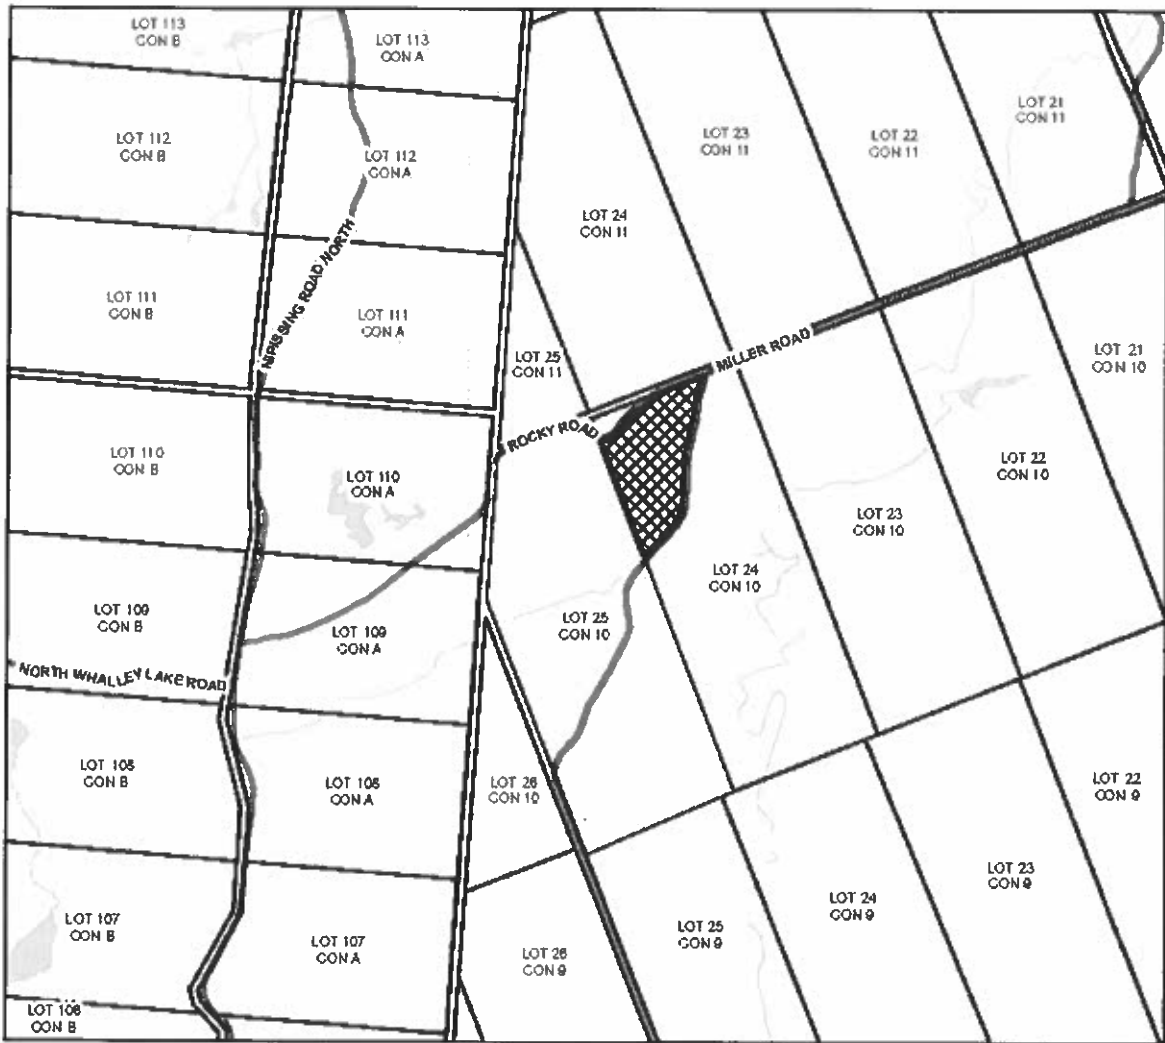 LOT 113
CON B
LOT 113
CON A
LOT 112
CON B
LOT 112
CON A
LOT 23
CON 11
LOT 22
CON 11
LOT 21
CON 11
LOT 24
CON 11
NIPISSING ROAD NORTH
LOT 111
CON B
LOT 111
CON A
LOT 25
CON 11
MILLER ROAD
LOT 21
CON 10
ROCKY ROAD
LOT 110
CON B
LOT 110
CON A
LOT 22
CON 10
LOT 23
CON 10
LOT 24
CON 10
LOT 109
CON B
LOT 109
CON A
LOT 25
CON 10
NORTH WHALLEY LAKE ROAD
LOT 108
CON B
LOT 108
CON A
LOT 26
CON 10
LOT 22
CON 9
LOT 23
CON 9
LOT 24
CON 9
LOT 107
CON B
LOT 107
CON A
LOT 25
CON 9
LOT 26
CON 9
LOT 106
CON B